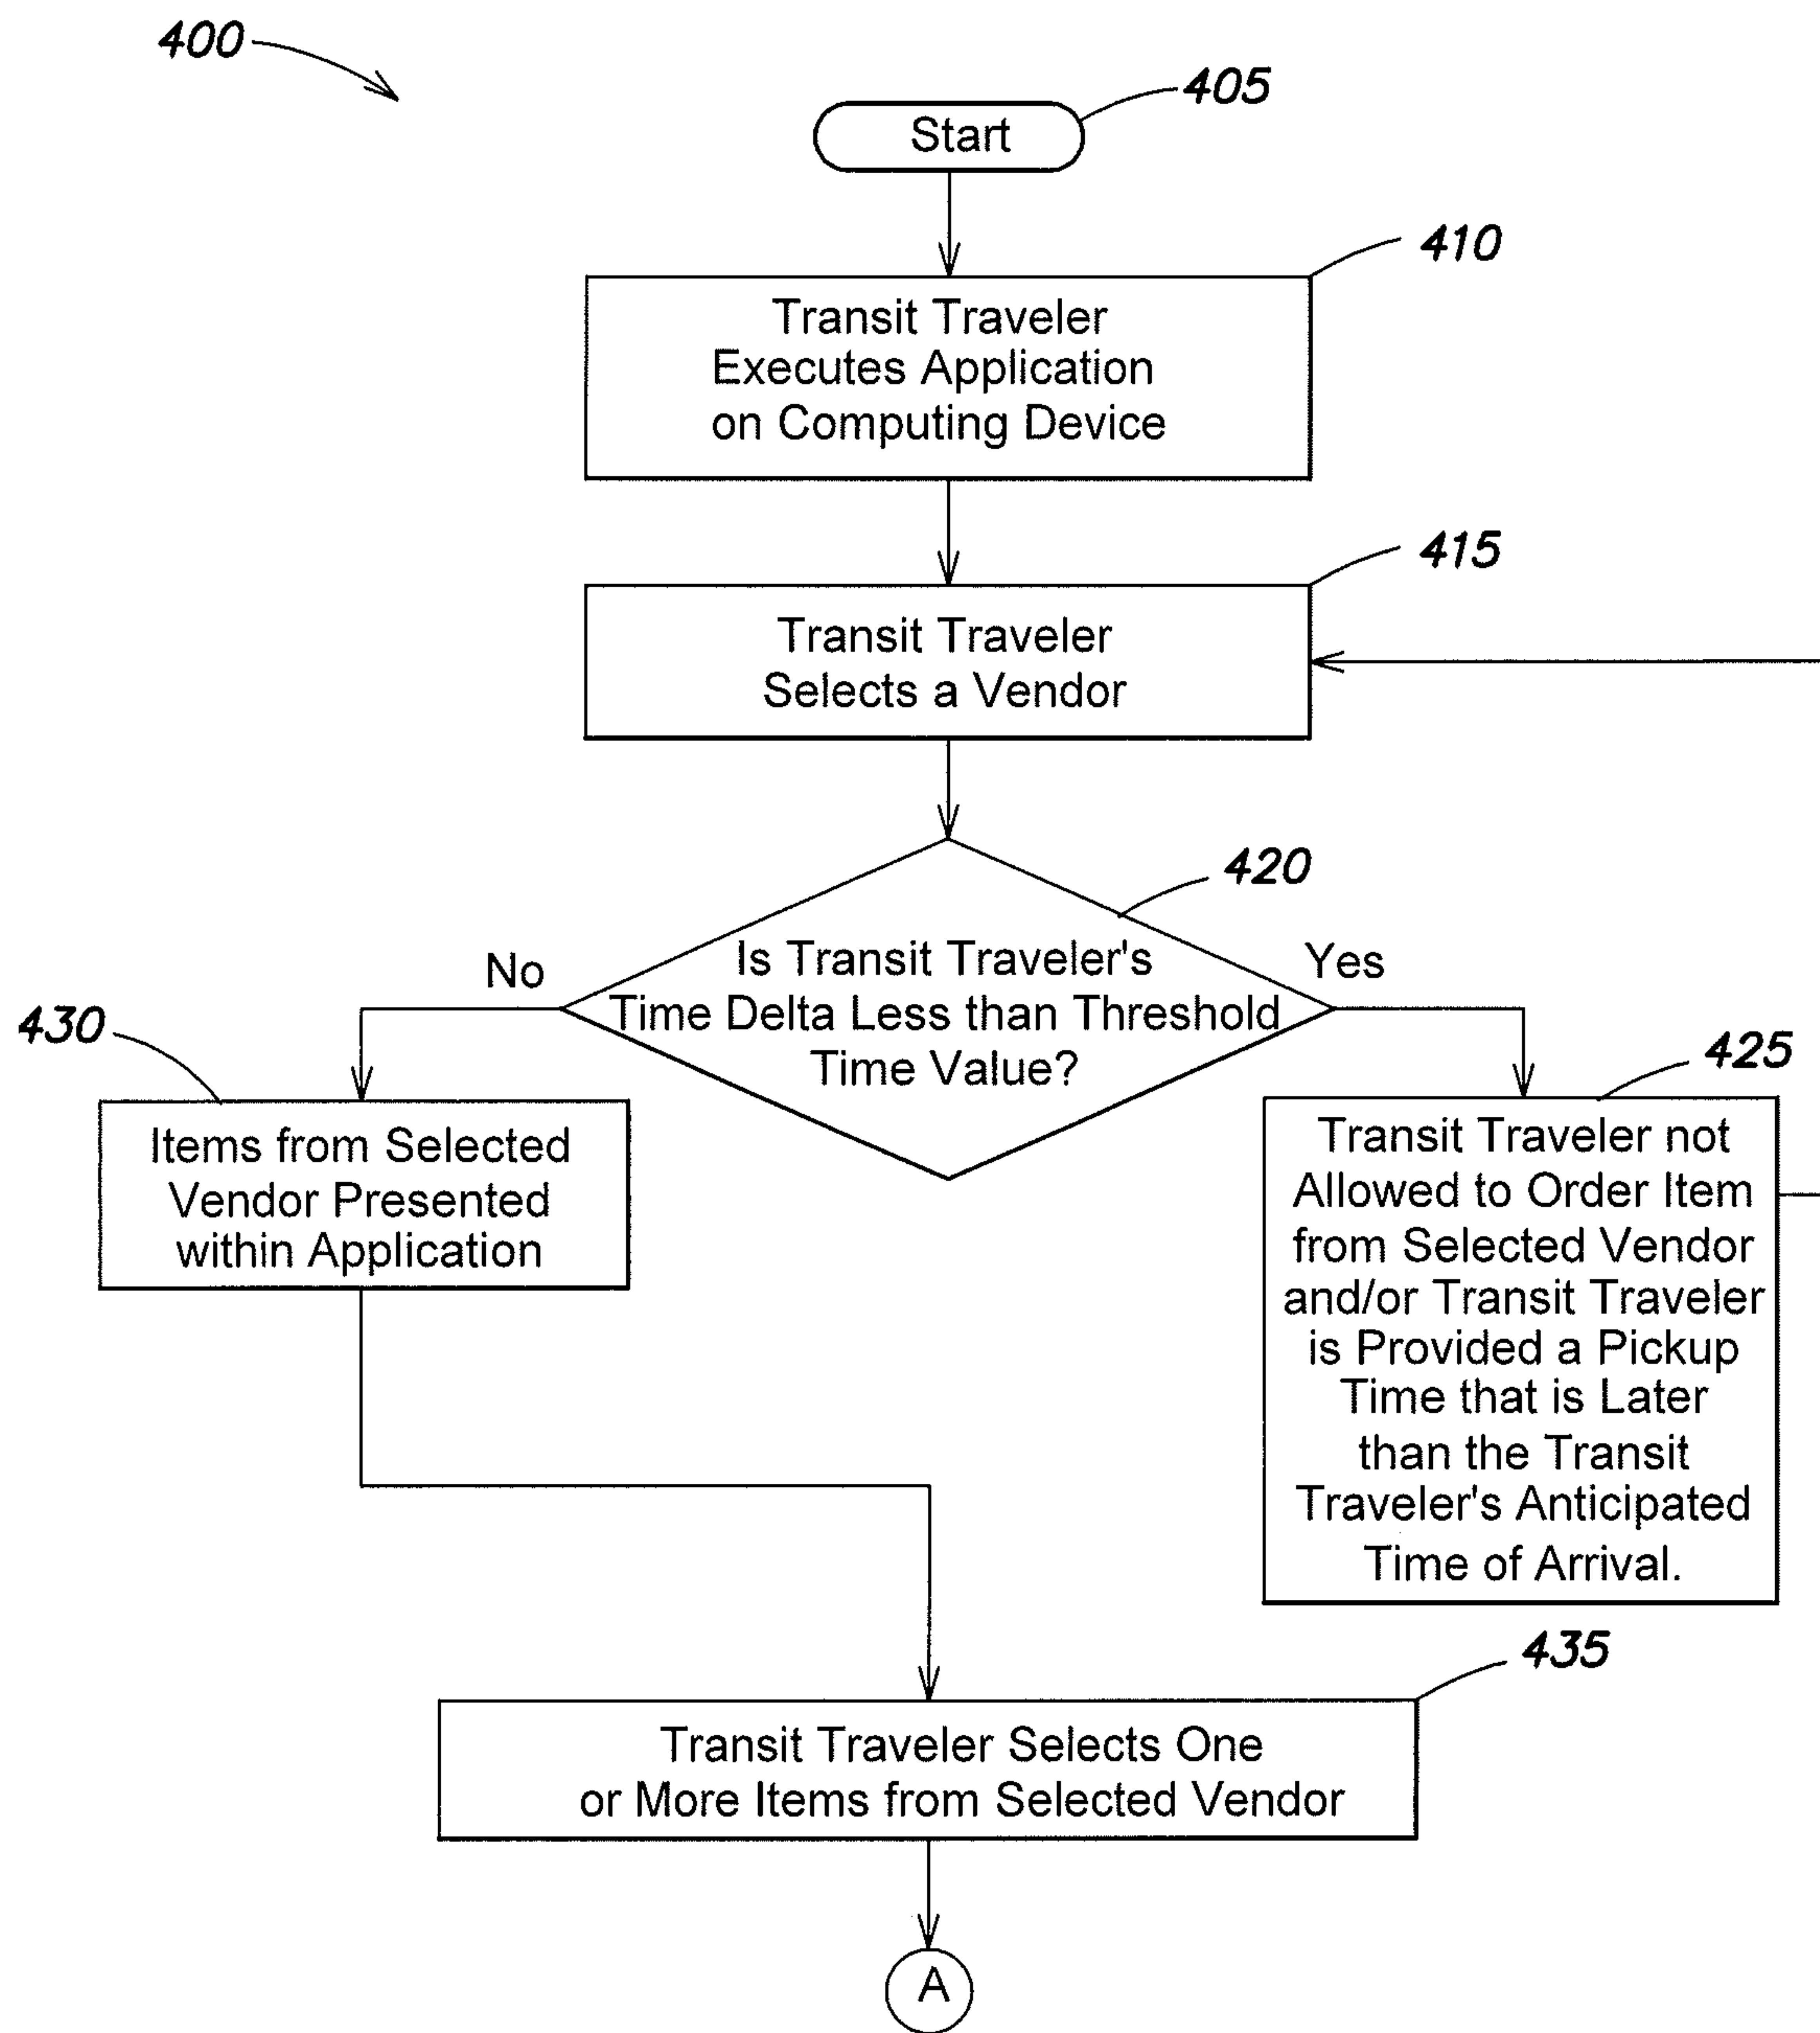 400
405
Start
410
Transit Traveler
Executes Application
on Computing Device
415
Transit Traveler
Selects a Vendor
420
Is Transit Traveler's
Time Delta Less than Threshold
Time Value?
No
Yes
430
Items from Selected
Vendor Presented
within Application
425
Transit Traveler not
Allowed to Order Item
from Selected Vendor
and/or Transit Traveler
is Provided a Pickup
Time that is Later
than the Transit
Traveler's Anticipated
Time of Arrival.
435
Transit Traveler Selects One
or More Items from Selected Vendor
A